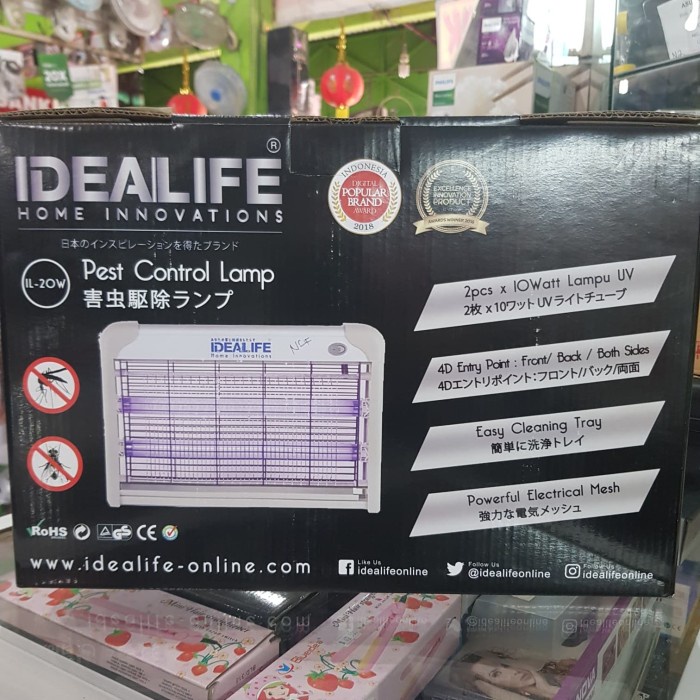 IDEALIFE ®
HOME INNOVATIONS
日本のインスピレーションを得たブランド
IL-20W
Pest Control Lamp
害虫駆除ランプ
INDONESIA
DIGITAL
POPULAR
BRAND
AWARD
2018
EXCELLENCE
INNOVATION
PRODUCT
2pcs x 10Watt Lampu UV
2枚 x 10ワット UV ライトチューブ
4D Entry Point : Front/ Back / Both Sides
4Dエントリポイント:フロント/バック/両面
Easy Cleaning Tray
簡単に洗浄トレイ
Powerful Electrical Mesh
強力な電気メッシュ
IDEALIFE
Home Innovations
RoHS CE
www.idealife-online.com
Like Us
idealifeonline
Follow Us
@idealifeonline
Follow Us
idealifeonline
PHILIPS